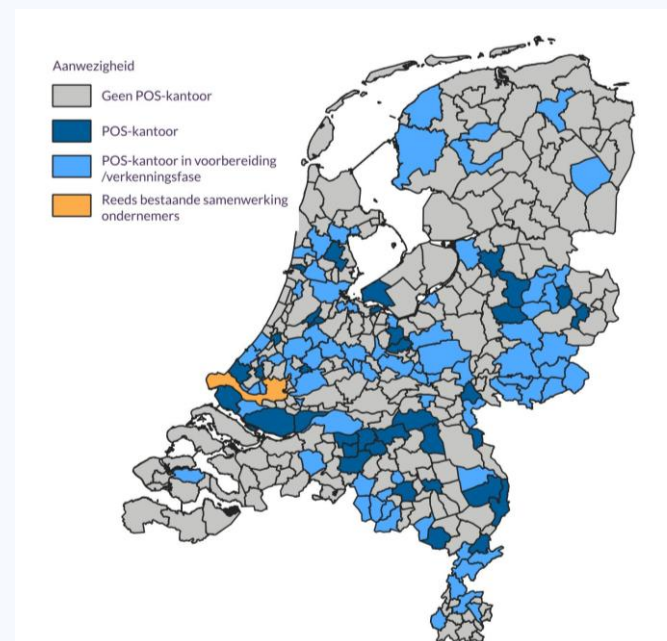 Aanwezigheid
Geen POS-kantoor
POS-kantoor
POS-kantoor in voorbereiding
/verkenningsfase
Reeds bestaande samenwerking
ondernemers